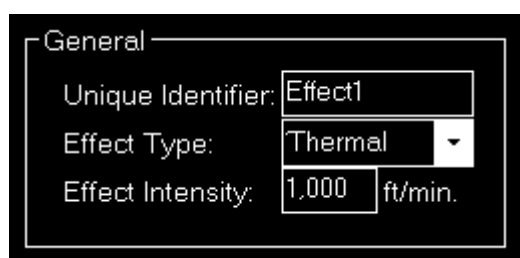 General
Unique Identifier: Effect1
Effect Type: Thermal
Effect Intensity: 1,000 ft/min.